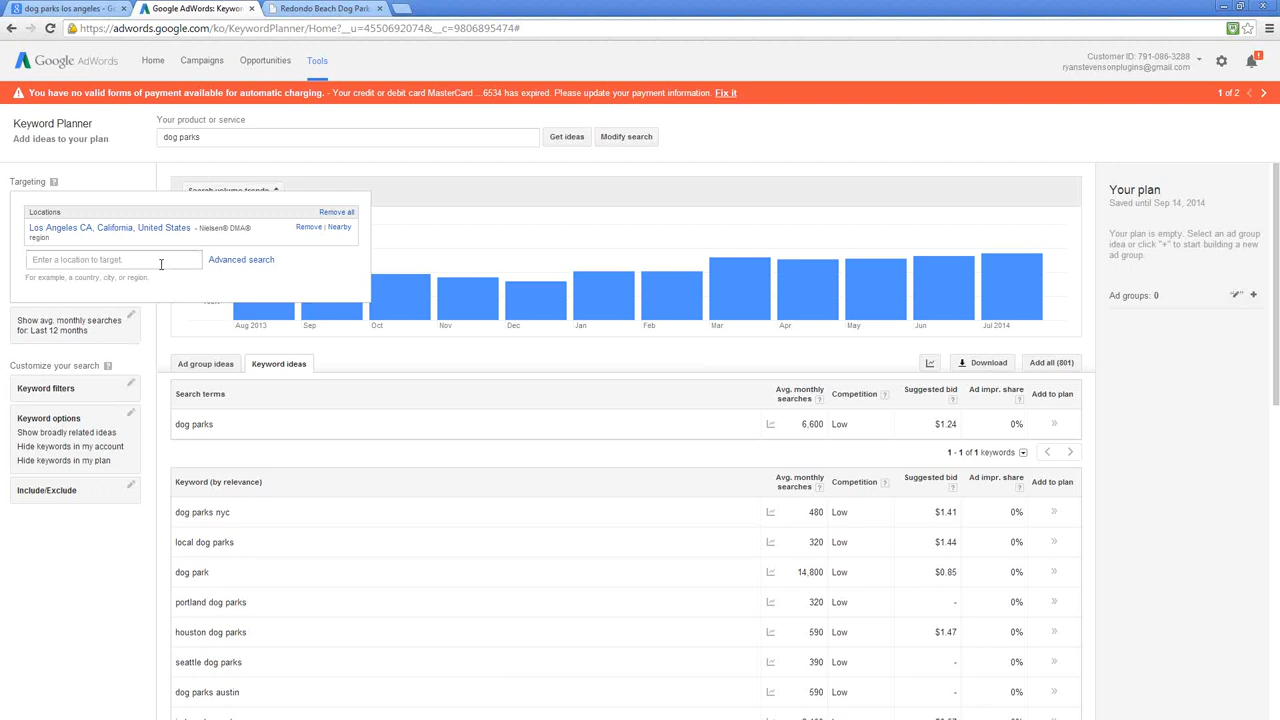 dog parks los angeles - Go
Google AdWords: Keywor
Redondo Beach Dog Park
https://adwords.google.com/ko/KeywordPlanner/Home?__u=4550692074&__c=9806895474#
Google AdWords
Home
Campaigns
Opportunities
Tools
Customer ID: 791-086-3288
ryanstevensonplugins@gmail.com
You have no valid forms of payment available for automatic charging. - Your credit or debit card MasterCard ...6534 has expired. Please update your payment information. Fix it
1 of 2
Keyword Planner
Add ideas to your plan
Your product or service
dog parks
Get ideas
Modify search
Targeting ?
Locations
Remove all
Los Angeles CA, California, United States - Nielsen® DMA® region
Remove | Nearby
Enter a location to target.
Advanced search
For example, a country, city, or region.
Show avg. monthly searches
for: Last 12 months
Customize your search ?
Keyword filters
Keyword options
Show broadly related ideas
Hide keywords in my account
Hide keywords in my plan
Include/Exclude
Search volume trends
Aug 2013
Sep
Oct
Nov
Dec
Jan
Feb
Mar
Apr
May
Jun
Jul 2014
Ad group ideas
Keyword ideas
Download
Add all (801)
Search terms
Avg. monthly searches ?
Competition ?
Suggested bid ?
Ad impr. share ?
Add to plan
dog parks 6,600 Low $1.24 0% »
1 - 1 of 1 keywords
Keyword (by relevance)
Avg. monthly searches ?
Competition ?
Suggested bid ?
Ad impr. share ?
Add to plan
dog parks nyc 480 Low $1.41 0% »
local dog parks 320 Low $1.44 0% »
dog park 14,800 Low $0.85 0% »
portland dog parks 320 Low - 0% »
houston dog parks 590 Low $1.47 0% »
seattle dog parks 390 Low - 0% »
dog parks austin 590 Low - 0% »
Your plan
Saved until Sep 14, 2014
Your plan is empty. Select an ad group idea or click "+" to start building a new ad group.
Ad groups: 0